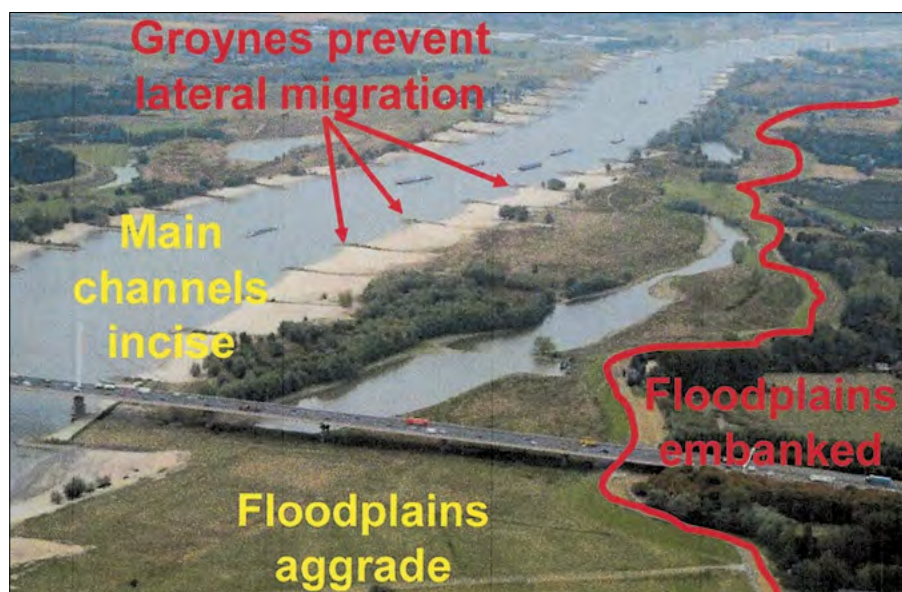 Groynes prevent
lateral migration
Main
channels
incise
Floodplains
embanked
Floodplains
aggrade